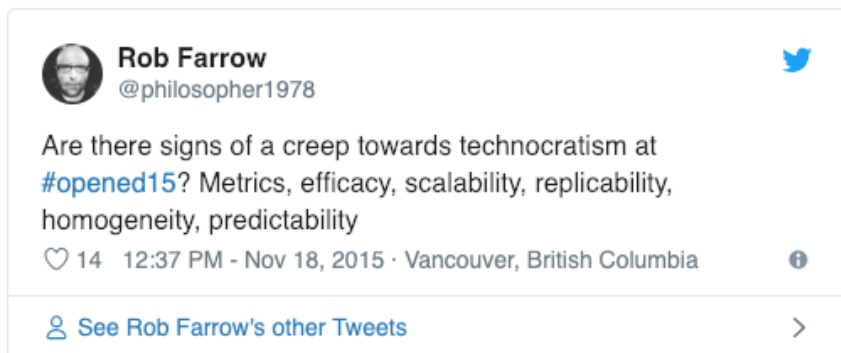 Rob Farrow
@philosopher1978
Are there signs of a creep towards technocratism at
#opened15? Metrics, efficacy, scalability, replicability,
homogeneity, predictability
14 12:37 PM - Nov 18, 2015 · Vancouver, British Columbia
See Rob Farrow's other Tweets